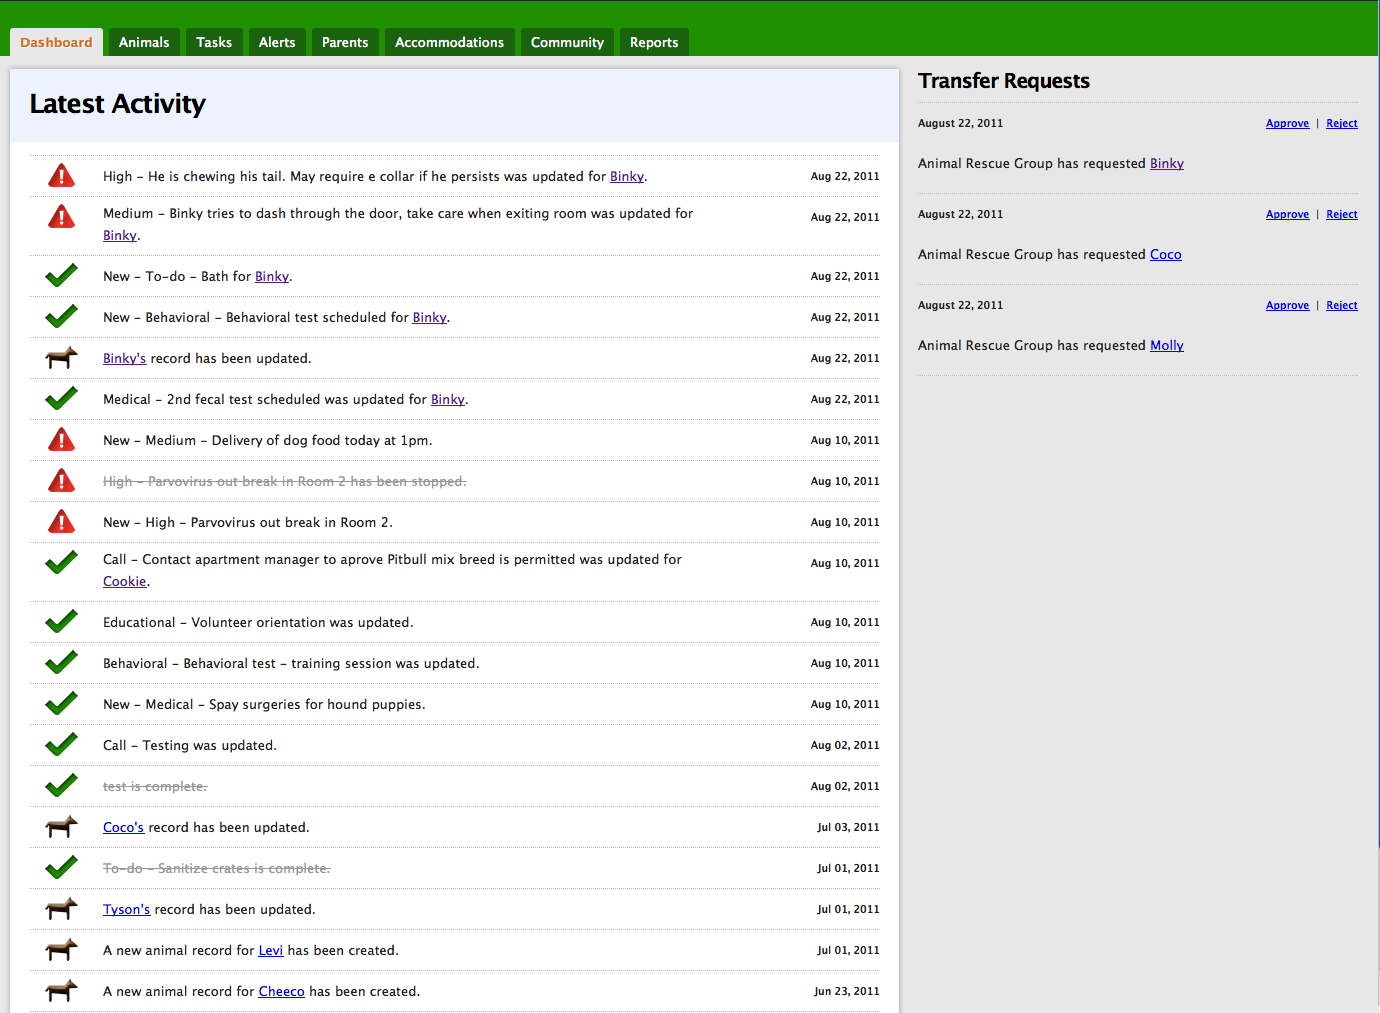 Dashboard Animals Tasks Alerts Parents Accommodations Community Reports
Latest Activity
High – He is chewing his tail. May require e collar if he persists was updated for Binky. Aug 22, 2011
Medium – Binky tries to dash through the door, take care when exiting room was updated for Aug 22, 2011
Binky.
New – To-do – Bath for Binky. Aug 22, 2011
New – Behavioral – Behavioral test scheduled for Binky. Aug 22, 2011
Binky's record has been updated. Aug 22, 2011
Medical – 2nd fecal test scheduled was updated for Binky. Aug 22, 2011
New – Medium – Delivery of dog food today at 1pm. Aug 10, 2011
High – Parvovirus out break in Room 2 has been stopped. Aug 10, 2011
New – High – Parvovirus out break in Room 2. Aug 10, 2011
Call – Contact apartment manager to aprove Pitbull mix breed is permitted was updated for Aug 10, 2011
Cookie.
Educational – Volunteer orientation was updated. Aug 10, 2011
Behavioral – Behavioral test – training session was updated. Aug 10, 2011
New – Medical – Spay surgeries for hound puppies. Aug 10, 2011
Call – Testing was updated. Aug 02, 2011
test is complete. Aug 02, 2011
Coco's record has been updated. Jul 03, 2011
To-do – Sanitize crates is complete. Jul 01, 2011
Tyson's record has been updated. Jul 01, 2011
A new animal record for Levi has been created. Jul 01, 2011
A new animal record for Cheeco has been created. Jun 23, 2011
Transfer Requests
August 22, 2011 Approve | Reject
Animal Rescue Group has requested Binky
August 22, 2011 Approve | Reject
Animal Rescue Group has requested Coco
August 22, 2011 Approve | Reject
Animal Rescue Group has requested Molly